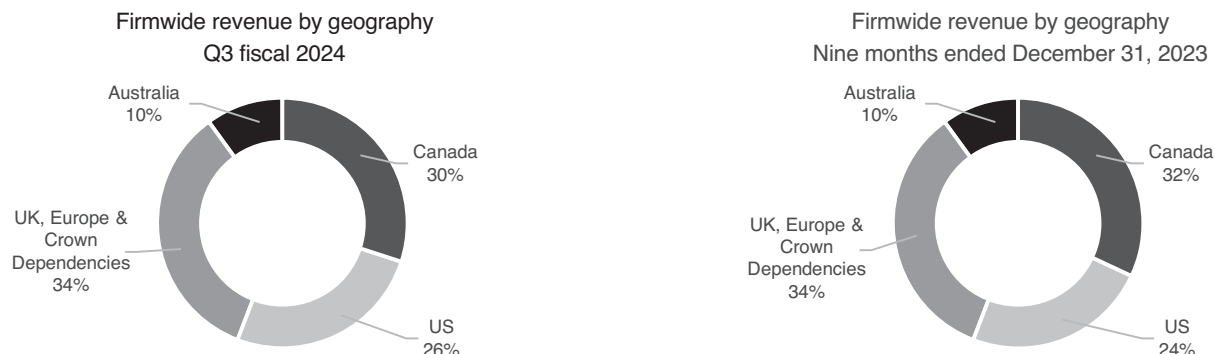 Firmwide revenue by geography
Q3 fiscal 2024
Australia
10%
Canada
30%
UK, Europe &
Crown
Dependencies
34%
US
26%
Firmwide revenue by geography
Nine months ended December 31, 2023
Australia
10%
Canada
32%
UK, Europe &
Crown
Dependencies
34%
US
24%